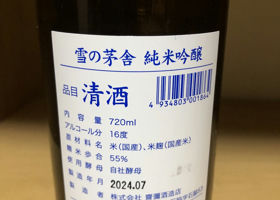 雪の茅舎 純米吟醸
品目 清酒
4 934803 001864
内容量 720ml
アルコール分 16度
原材料名 米(国産)、米麹(国産米)
精米歩合 55%
使用酵母 自社酵母
製造年月 2024.07
製造者 株式会社 齋彌酒造店